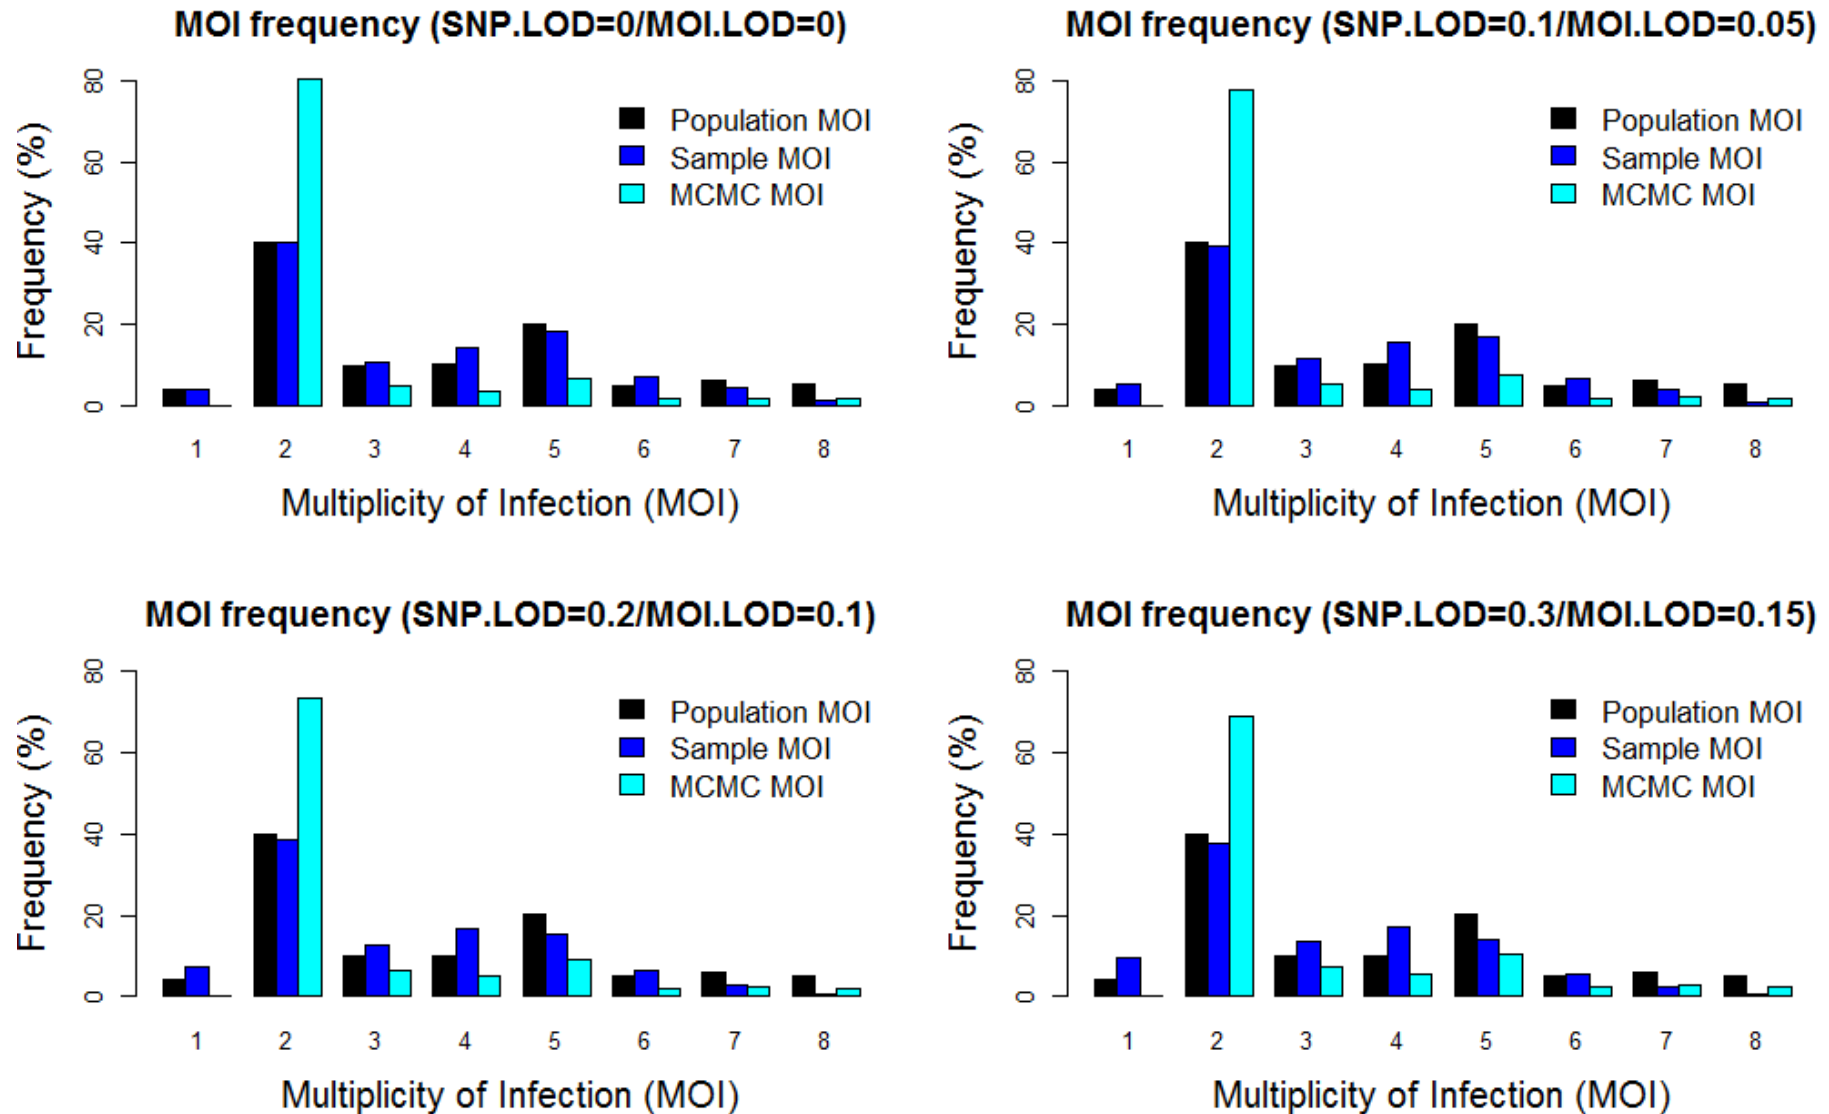 MOI frequency (SNP.LOD=0/MOI.LOD=0)
Frequency (%)
80
60
40
20
0
Population MOI
Sample MOI
MCMC MOI
1 2 3 4 5 6 7 8
Multiplicity of Infection (MOI)
MOI frequency (SNP.LOD=0.1/MOI.LOD=0.05)
Frequency (%)
80
60
40
20
0
Population MOI
Sample MOI
MCMC MOI
1 2 3 4 5 6 7 8
Multiplicity of Infection (MOI)
MOI frequency (SNP.LOD=0.2/MOI.LOD=0.1)
Frequency (%)
80
60
40
20
0
Population MOI
Sample MOI
MCMC MOI
1 2 3 4 5 6 7 8
Multiplicity of Infection (MOI)
MOI frequency (SNP.LOD=0.3/MOI.LOD=0.15)
Frequency (%)
80
60
40
20
0
Population MOI
Sample MOI
MCMC MOI
1 2 3 4 5 6 7 8
Multiplicity of Infection (MOI)